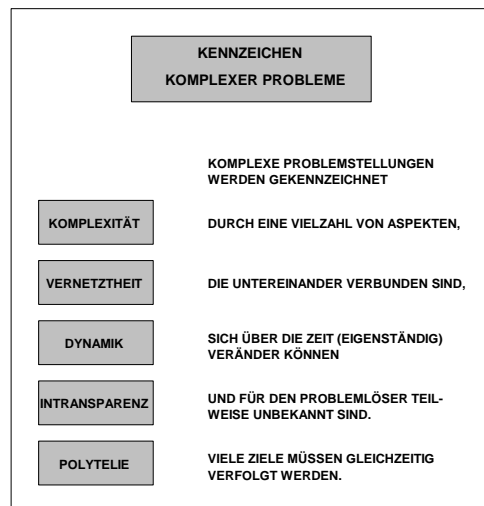 KENNZEICHEN
KOMPLEXER PROBLEME
KOMPLEXE PROBLEMSTELLUNGEN
WERDEN GEKENNZEICHNET
KOMPLEXITÄT
DURCH EINE VIELZAHL VON ASPEKTEN,
VERNETZTHEIT
DIE UNTEREINANDER VERBUNDEN SIND,
DYNAMIK
SICH ÜBER DIE ZEIT (EIGENSTÄNDIG)
VERÄNDER KÖNNEN
INTRANSPARENZ
UND FÜR DEN PROBLEMLÖSER TEIL-
WEISE UNBEKANNT SIND.
POLYTELIE
VIELE ZIELE MÜSSEN GLEICHZEITIG
VERFOLGT WERDEN.